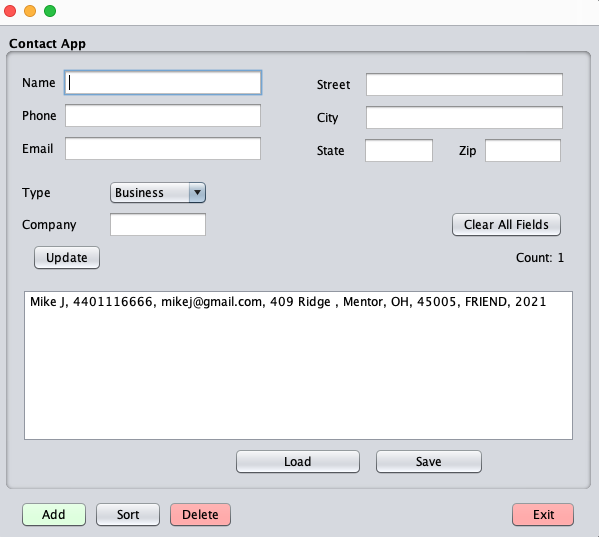 Contact App
Name
Street
Phone
City
Email
State Zip
Type Business
Company
Clear All Fields
Update
Count: 1
Mike J, 4401116666, mikej@gmail.com, 409 Ridge , Mentor, OH, 45005, FRIEND, 2021
Load Save
Add Sort Delete Exit